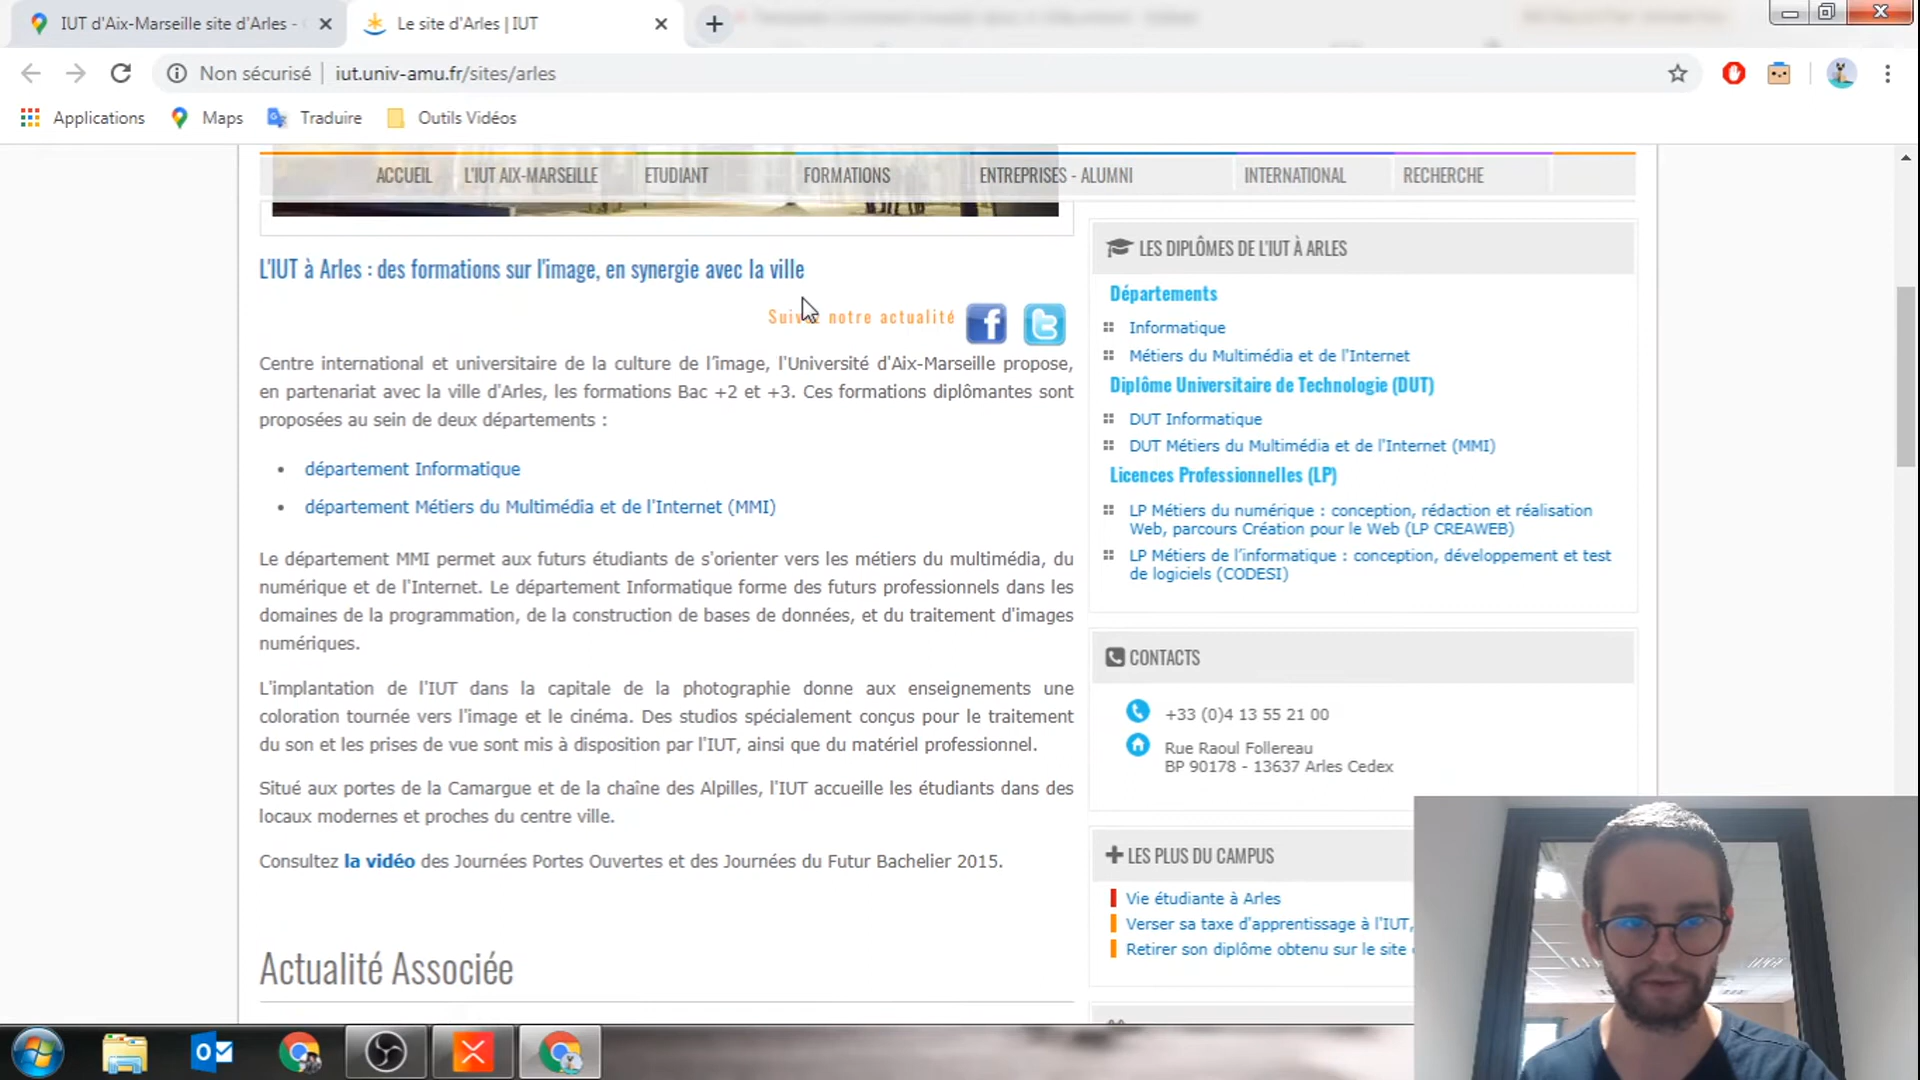 IUT d'Aix-Marseille site d'Arles -
Le site d'Arles | IUT
Non sécurisé
iut.univ-amu.fr/sites/arles
Applications
Maps
Traduire
Outils Vidéos
ACCUEIL
L'IUT AIX-MARSEILLE
ETUDIANT
FORMATIONS
ENTREPRISES - ALUMNI
INTERNATIONAL
RECHERCHE
L'IUT à Arles : des formations sur l'image, en synergie avec la ville
Suivez notre actualité
Centre international et universitaire de la culture de l'image, l'Université d'Aix-Marseille propose,
en partenariat avec la ville d'Arles, les formations Bac +2 et +3. Ces formations diplômantes sont
proposées au sein de deux départements :
département Informatique
département Métiers du Multimédia et de l'Internet (MMI)
Le département MMI permet aux futurs étudiants de s'orienter vers les métiers du multimédia, du
numérique et de l'Internet. Le département Informatique forme des futurs professionnels dans les
domaines de la programmation, de la construction de bases de données, et du traitement d'images
numériques.
L'implantation de l'IUT dans la capitale de la photographie donne aux enseignements une
coloration tournée vers l'image et le cinéma. Des studios spécialement conçus pour le traitement
du son et les prises de vue sont mis à disposition par l'IUT, ainsi que du matériel professionnel.
Situé aux portes de la Camargue et de la chaîne des Alpilles, l'IUT accueille les étudiants dans des
locaux modernes et proches du centre ville.
Consultez la vidéo des Journées Portes Ouvertes et des Journées du Futur Bachelier 2015.
Actualité Associée
LES DIPLÔMES DE L'IUT À ARLES
Départements
Informatique
Métiers du Multimédia et de l'Internet
Diplôme Universitaire de Technologie (DUT)
DUT Informatique
DUT Métiers du Multimédia et de l'Internet (MMI)
Licences Professionnelles (LP)
LP Métiers du numérique : conception, rédaction et réalisation
Web, parcours Création pour le Web (LP CREAWEB)
LP Métiers de l'informatique : conception, développement et test
de logiciels (CODESI)
CONTACTS
+33 (0)4 13 55 21 00
Rue Raoul Follereau
BP 90178 - 13637 Arles Cedex
LES PLUS DU CAMPUS
Vie étudiante à Arles
Verser sa taxe d'apprentissage à l'IUT,
Retirer son diplôme obtenu sur le site